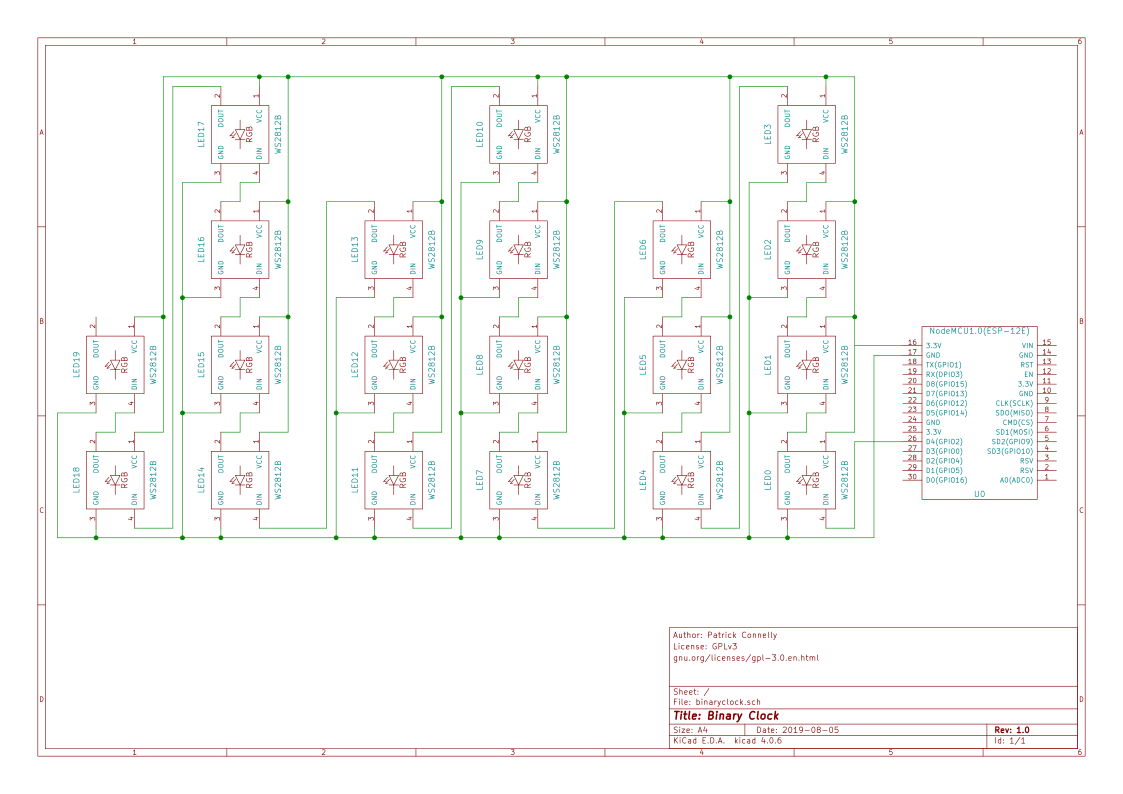 1 2 3 4 5 6
A A
B B
C C
D D
1 2 3 4 5 6
LED17 2 1 DOUT VCC RGB GND DIN 3 4 WS2812B
LED10 2 1 DOUT VCC RGB GND DIN 3 4 WS2812B
LED3 2 1 DOUT VCC RGB GND DIN 3 4 WS2812B
LED16 2 1 DOUT VCC RGB GND DIN 3 4 WS2812B
LED13 2 1 DOUT VCC RGB GND DIN 3 4 WS2812B
LED9 2 1 DOUT VCC RGB GND DIN 3 4 WS2812B
LED6 2 1 DOUT VCC RGB GND DIN 3 4 WS2812B
LED2 2 1 DOUT VCC RGB GND DIN 3 4 WS2812B
LED19 2 1 DOUT VCC RGB GND DIN 3 4 WS2812B
LED15 2 1 DOUT VCC RGB GND DIN 3 4 WS2812B
LED12 2 1 DOUT VCC RGB GND DIN 3 4 WS2812B
LED8 2 1 DOUT VCC RGB GND DIN 3 4 WS2812B
LED5 2 1 DOUT VCC RGB GND DIN 3 4 WS2812B
LED1 2 1 DOUT VCC RGB GND DIN 3 4 WS2812B
LED18 2 1 DOUT VCC RGB GND DIN 3 4 WS2812B
LED14 2 1 DOUT VCC RGB GND DIN 3 4 WS2812B
LED11 2 1 DOUT VCC RGB GND DIN 3 4 WS2812B
LED7 2 1 DOUT VCC RGB GND DIN 3 4 WS2812B
LED4 2 1 DOUT VCC RGB GND DIN 3 4 WS2812B
LED0 2 1 DOUT VCC RGB GND DIN 3 4 WS2812B
NodeMCU1.0(ESP-12E)
16 3.3V VIN 15
17 GND GND 14
18 TX(GPIO1) RST 13
19 RX(DPIO3) EN 12
20 D8(GPIO15) 3.3V 11
21 D7(GPIO13) GND 10
22 D6(GPIO12) CLK(SCLK) 9
23 D5(GPIO14) SD0(MISO) 8
24 GND CMD(CS) 7
25 3.3V SD1(MOSI) 6
26 D4(GPIO2) SD2(GPIO9) 5
27 D3(GPIO0) SD3(GPIO10) 4
28 D2(GPIO4) RSV 3
29 D1(GPIO5) RSV 2
30 D0(GPIO16) A0(ADC0) 1
U0
Author: Patrick Connelly
License: GPLv3
gnu.org/licenses/gpl-3.0.en.html
Sheet: /
File: binaryclock.sch
Title: Binary Clock
Size: A4 Date: 2019-08-05 Rev: 1.0
KiCad E.D.A. kicad 4.0.6 Id: 1/1